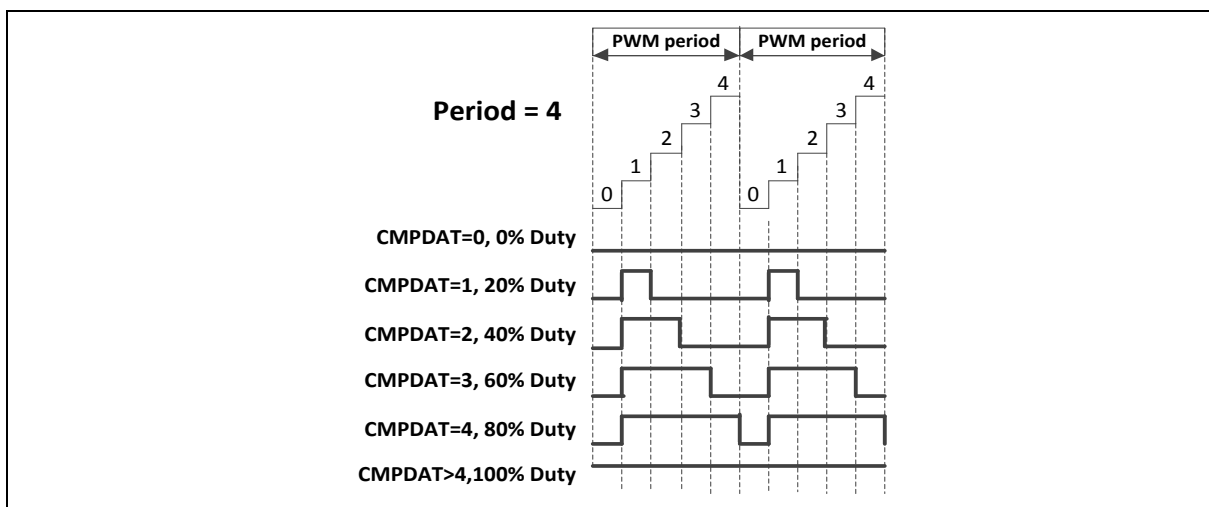 PWM period PWM period
4 4
Period = 4
3 3
2 2
1 1
0 0
CMPDAT=0, 0% Duty
CMPDAT=1, 20% Duty
CMPDAT=2, 40% Duty
CMPDAT=3, 60% Duty
CMPDAT=4, 80% Duty
CMPDAT>4,100% Duty